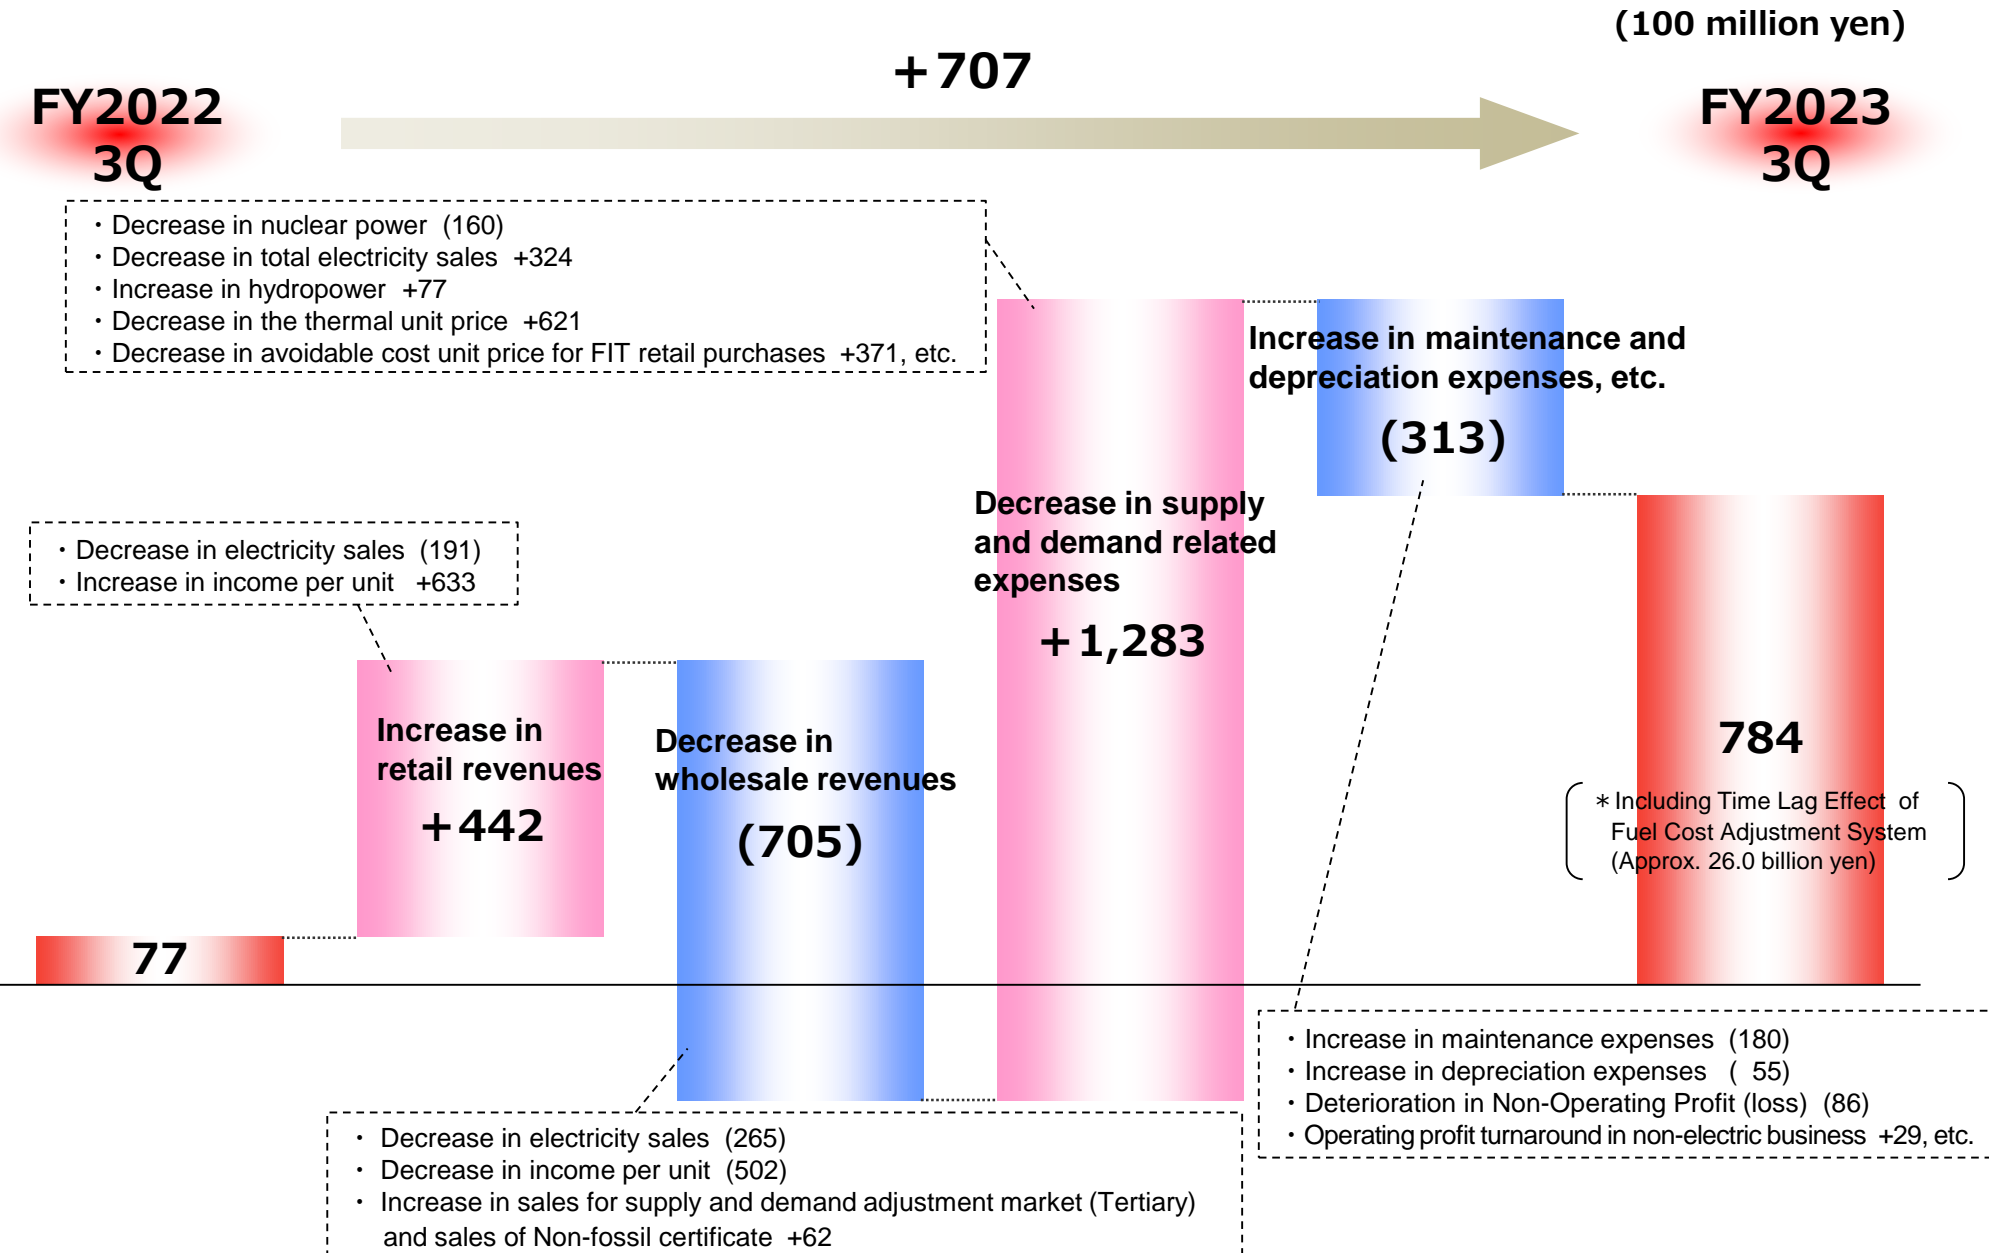 (100 million yen)
+707
FY2022
3Q
FY2023
3Q
・Decrease in nuclear power (160)
・Decrease in total electricity sales +324
・Increase in hydropower +77
・Decrease in the thermal unit price +621
・Decrease in avoidable cost unit price for FIT retail purchases +371, etc.
Increase in maintenance and
depreciation expenses, etc.
(313)
Decrease in supply
and demand related
expenses
+1,283
・Decrease in electricity sales (191)
・Increase in income per unit +633
Increase in
retail revenues
+442
Decrease in
wholesale revenues
(705)
784
＊Including Time Lag Effect of
Fuel Cost Adjustment System
(Approx. 26.0 billion yen)
77
・Increase in maintenance expenses (180)
・Increase in depreciation expenses ( 55)
・Deterioration in Non-Operating Profit (loss) (86)
・Operating profit turnaround in non-electric business +29, etc.
・ Decrease in electricity sales (265)
・ Decrease in income per unit (502)
・ Increase in sales for supply and demand adjustment market (Tertiary)
and sales of Non-fossil certificate +62